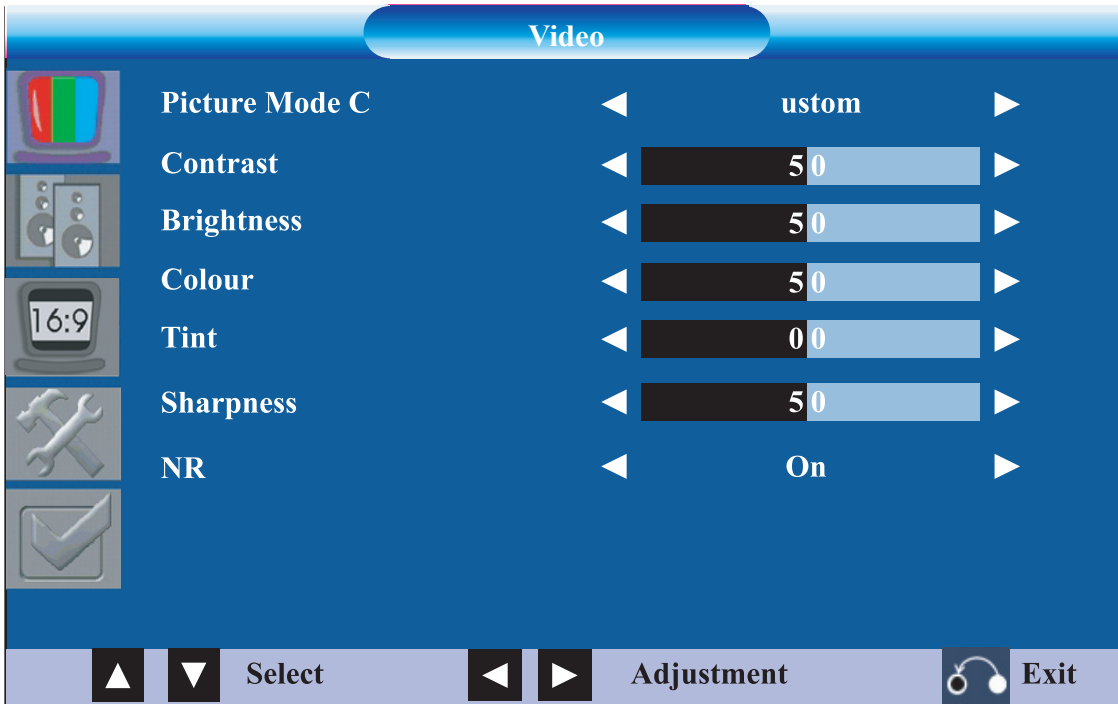 Video
Picture Mode C ustom
Contrast 50
Brightness 50
Colour 50
16:9
Tint 00
Sharpness 50
NR On
Select Adjustment Exit